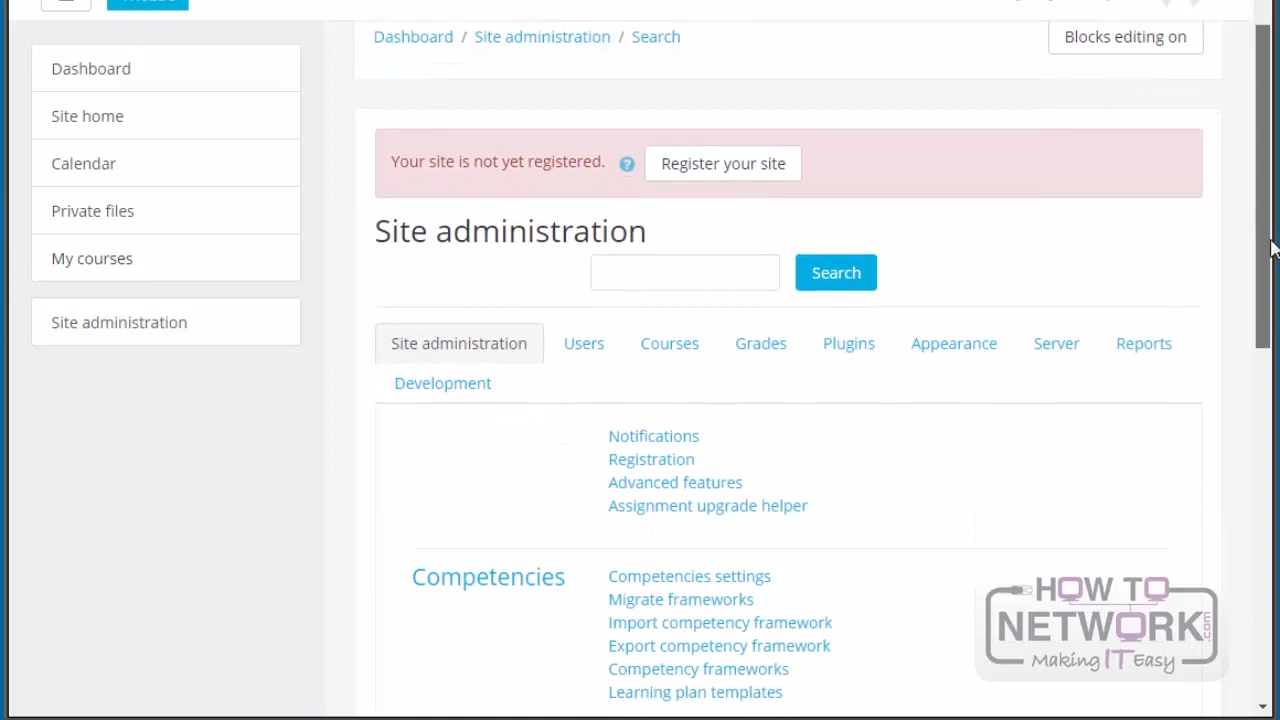 Dashboard / Site administration / Search
Blocks editing on
Dashboard
Site home
Calendar
Private files
My courses
Site administration
Your site is not yet registered.
Register your site
Site administration
Search
Site administration Users Courses Grades Plugins Appearance Server Reports
Development
Notifications
Registration
Advanced features
Assignment upgrade helper
Competencies
Competencies settings
Migrate frameworks
Import competency framework
Export competency framework
Competency frameworks
Learning plan templates
HOW TO
NETWORK.com
Making IT Easy